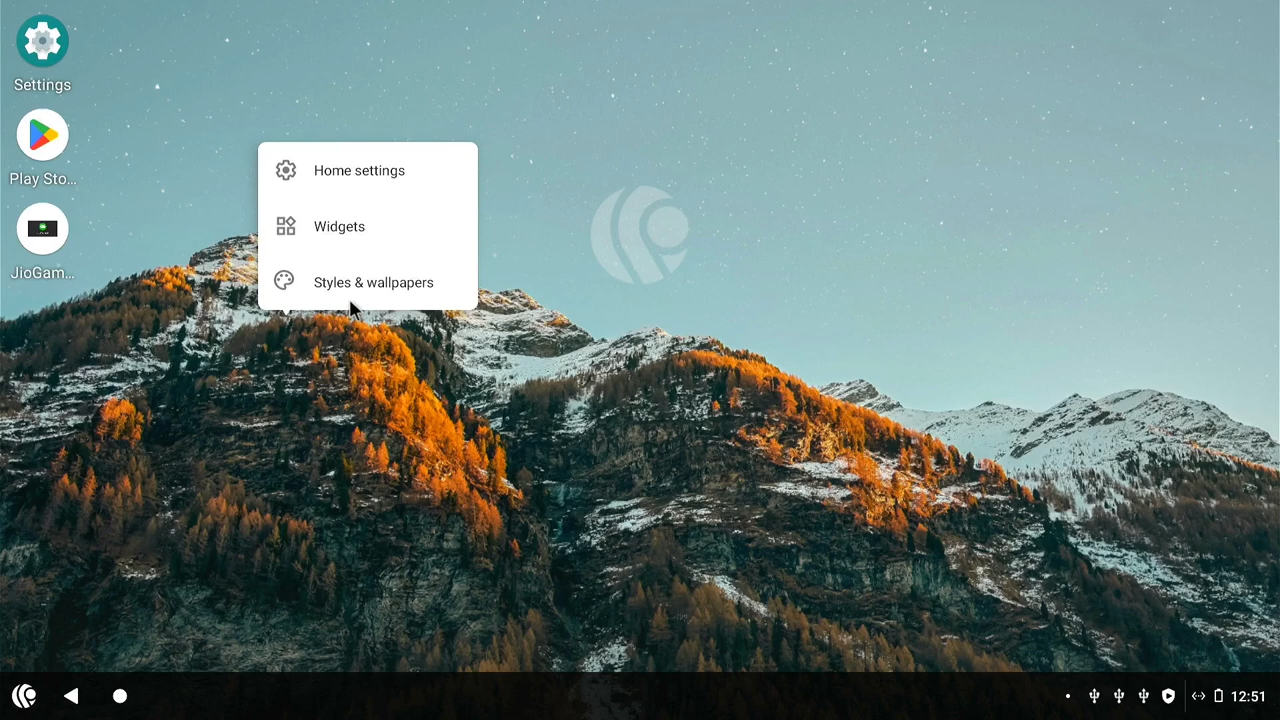 Settings
Play Sto...
JioGam...
Home settings
Widgets
Styles & wallpapers
12:51